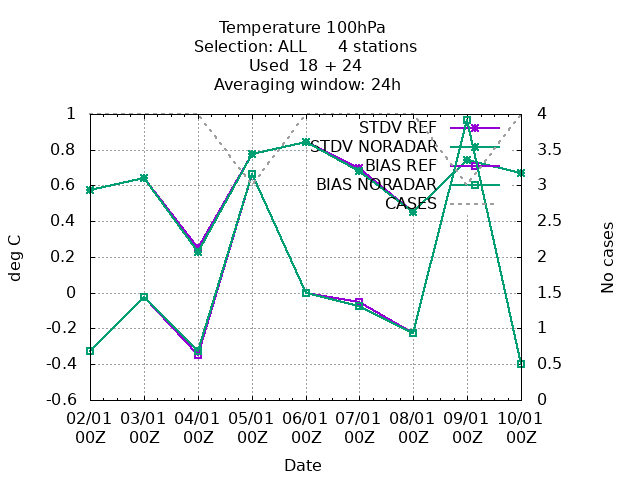 Temperature 100hPa
Selection: ALL 4 stations
Used 18 + 24
Averaging window: 24h
STDV REF
STDV NORADAR
BIAS REF
BIAS NORADAR
CASES
1
0.8
0.6
0.4
0.2
0
-0.2
-0.4
-0.6
deg C
4
3.5
3
2.5
2
1.5
1
0.5
0
No cases
02/01 03/01 04/01 05/01 06/01 07/01 08/01 09/01 10/01
00Z 00Z 00Z 00Z 00Z 00Z 00Z 00Z 00Z
Date